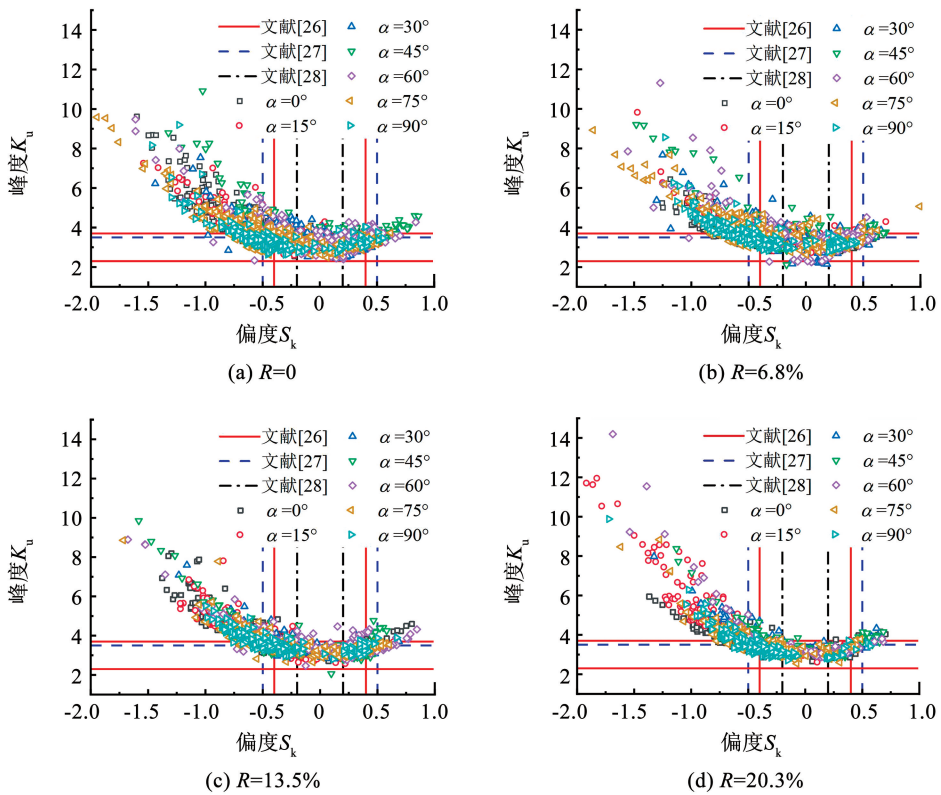 14
12
10
8
6
4
2
峰度Ku
文献[26]
文献[27]
文献[28]
α=0°
α=15°
α=30°
α=45°
α=60°
α=75°
α=90°
-2.0 -1.5 -1.0 -0.5 0 0.5 1.0
偏度Sk
(a) R=0
14
12
10
8
6
4
2
峰度Ku
文献[26]
文献[27]
文献[28]
α=0°
α=15°
α=30°
α=45°
α=60°
α=75°
α=90°
-2.0 -1.5 -1.0 -0.5 0 0.5 1.0
偏度Sk
(b) R=6.8%
14
12
10
8
6
4
2
峰度Ku
文献[26]
文献[27]
文献[28]
α=0°
α=15°
α=30°
α=45°
α=60°
α=75°
α=90°
-2.0 -1.5 -1.0 -0.5 0 0.5 1.0
偏度Sk
(c) R=13.5%
14
12
10
8
6
4
2
峰度Ku
文献[26]
文献[27]
文献[28]
α=0°
α=15°
α=30°
α=45°
α=60°
α=75°
α=90°
-2.0 -1.5 -1.0 -0.5 0 0.5 1.0
偏度Sk
(d) R=20.3%